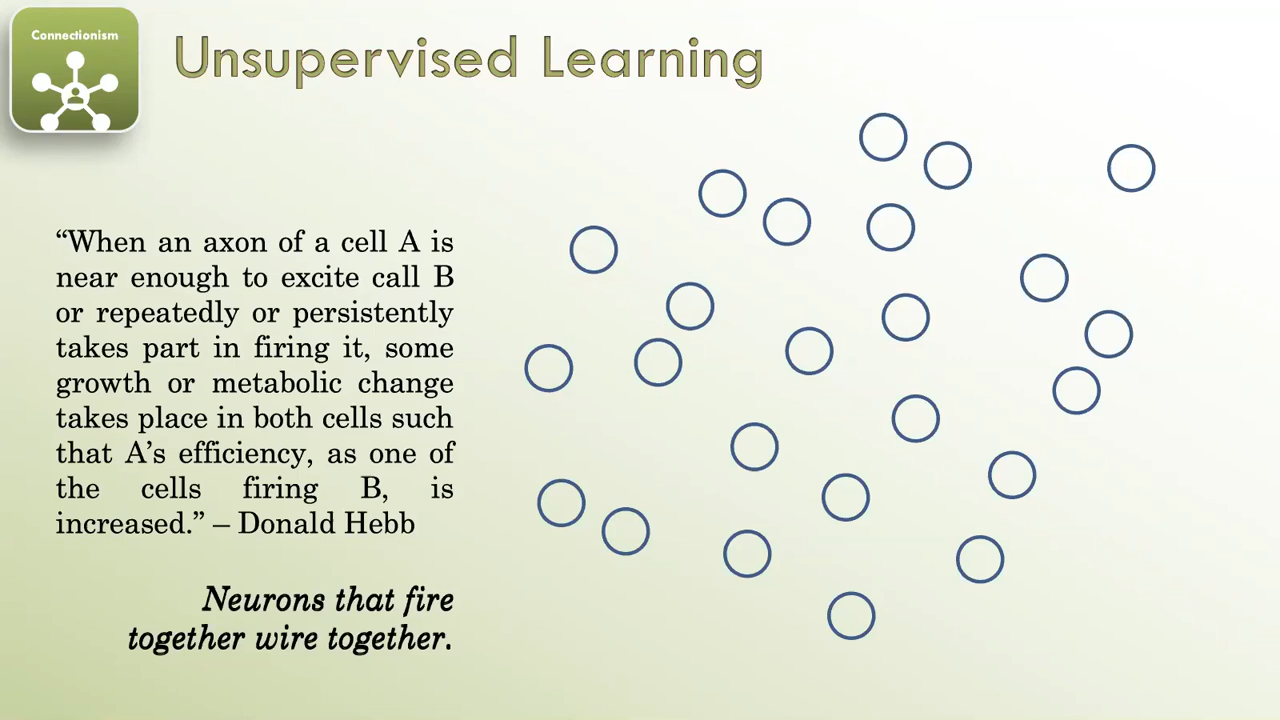 Connectionism
Unsupervised Learning
“When an axon of a cell A is
near enough to excite call B
or repeatedly or persistently
takes part in firing it, some
growth or metabolic change
takes place in both cells such
that A’s efficiency, as one of
the cells firing B, is
increased.” – Donald Hebb
Neurons that fire
together wire together.